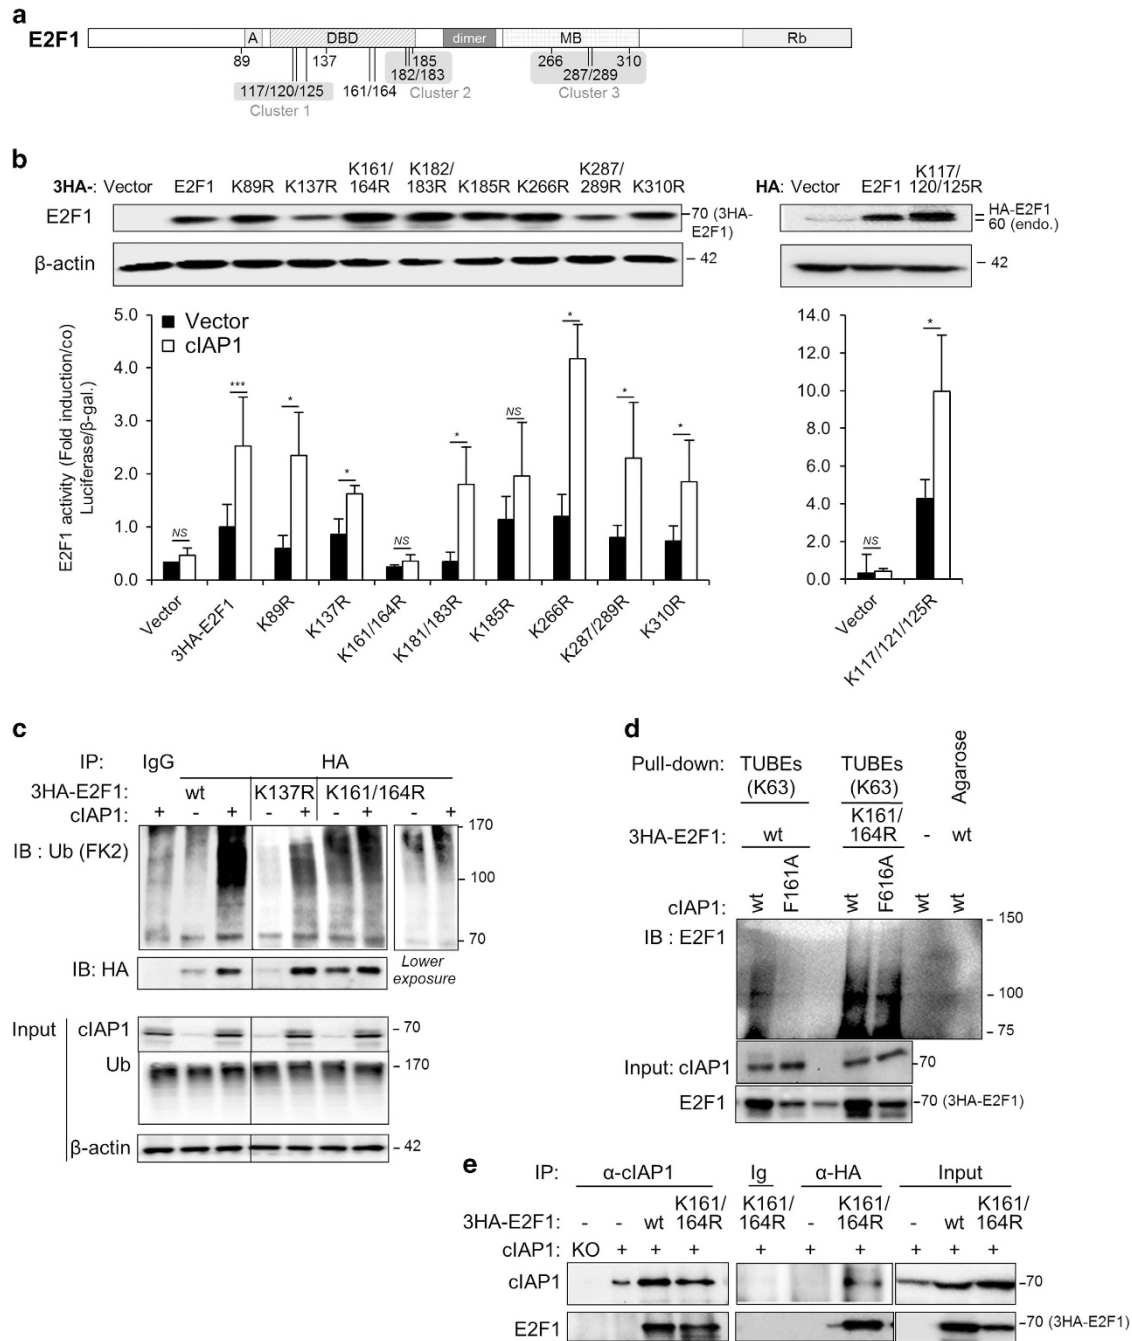 a
E2F1
A DBD dimer MB Rb
89 137 185 266 310
182/183 287/289
117/120/125 161/164 Cluster 2 Cluster 3
Cluster 1
b
K161/ K182/ K287/ K117/
3HA-: Vector E2F1 K89R K137R 164R 183R K185R K266R 289R K310R HA: Vector E2F1 120/125R
E2F1 70 (3HA- HA-E2F1
E2F1) 60 (endo.)
β-actin 42 42
E2F1 activity (Fold induction/co)
Luciferase/β-gal.)
5.0
4.0
3.0
2.0
1.0
0.0
Vector
cIAP1
NS *** * * NS * NS * * *
Vector 3HA-E2F1 K89R K137R K161/164R K181/183R K185R K266R K287/289R K310R
14.0
12.0
10.0
8.0
6.0
4.0
2.0
0.0
NS *
Vector K117/121/125R
c
IP: IgG HA
3HA-E2F1: wt K137R K161/164R
cIAP1: + - + - + - + - +
IB : Ub (FK2) 170
100
70
IB: HA Lower
exposure
Input cIAP1 - 70
Ub - 170
β-actin - 42
d
Pull-down: TUBEs TUBEs Agarose
(K63) (K63)
3HA-E2F1: wt K161/ - wt
164R
cIAP1: wt F161A wt F616A wt wt
IB : E2F1 - 150
- 100
- 75
Input: cIAP1 -70
E2F1 -70 (3HA-E2F1)
e
IP: α-cIAP1 Ig α-HA Input
K161/ K161/ K161/ K161/
3HA-E2F1: - - wt 164R 164R - 164R - wt 164R
cIAP1: KO + + + + + + + + +
cIAP1 -70
E2F1 -70 (3HA-E2F1)